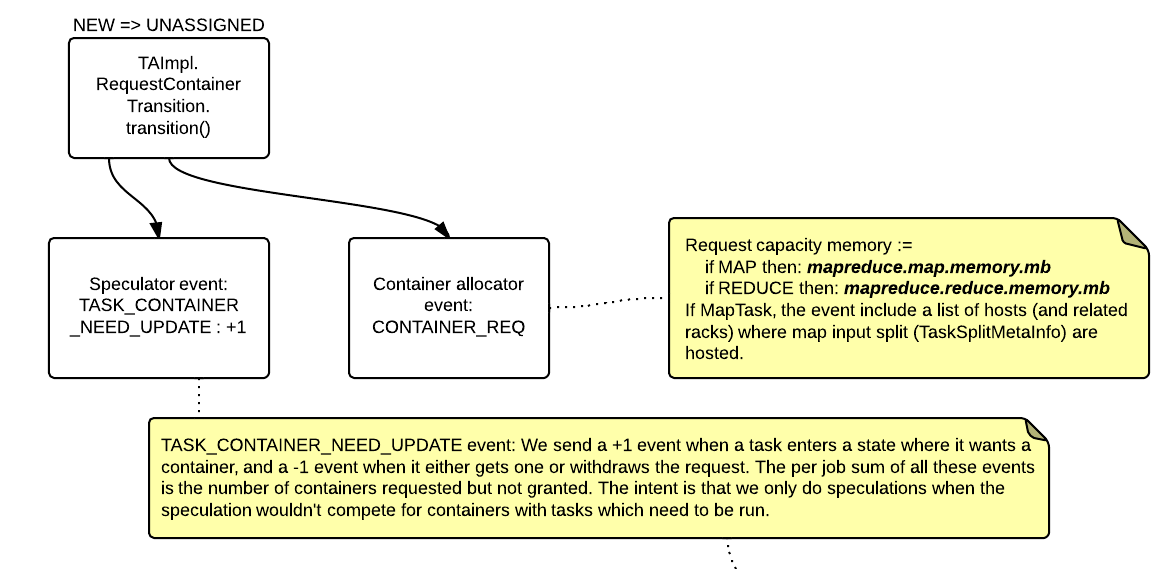 NEW => UNASSIGNED
TAImpl.
RequestContainer
Transition.
transition()
Speculator event:
TASK_CONTAINER
_NEED_UPDATE : +1
Container allocator
event:
CONTAINER_REQ
Request capacity memory :=
if MAP then: mapreduce.map.memory.mb
if REDUCE then: mapreduce.reduce.memory.mb
If MapTask, the event include a list of hosts (and related
racks) where map input split (TaskSplitMetaInfo) are
hosted.
TASK_CONTAINER_NEED_UPDATE event: We send a +1 event when a task enters a state where it wants a
container, and a -1 event when it either gets one or withdraws the request. The per job sum of all these events
is the number of containers requested but not granted. The intent is that we only do speculations when the
speculation wouldn't compete for containers with tasks which need to be run.